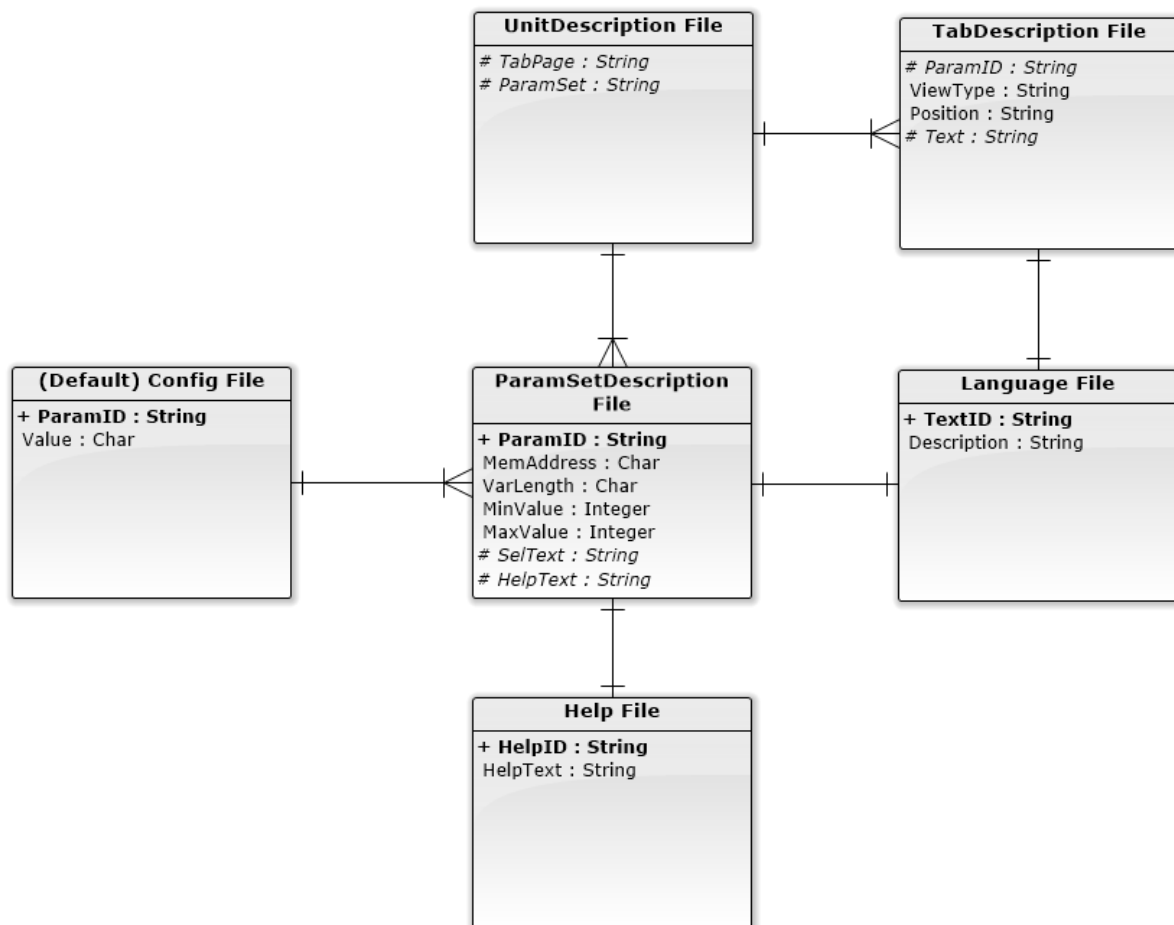 UnitDescription File
# TabPage : String
# ParamSet : String
TabDescription File
# ParamID : String
ViewType : String
Position : String
# Text : String
(Default) Config File
+ ParamID : String
Value : Char
ParamSetDescription
File
+ ParamID : String
MemAddress : Char
VarLength : Char
MinValue : Integer
MaxValue : Integer
# SelText : String
# HelpText : String
Language File
+ TextID : String
Description : String
Help File
+ HelpID : String
HelpText : String